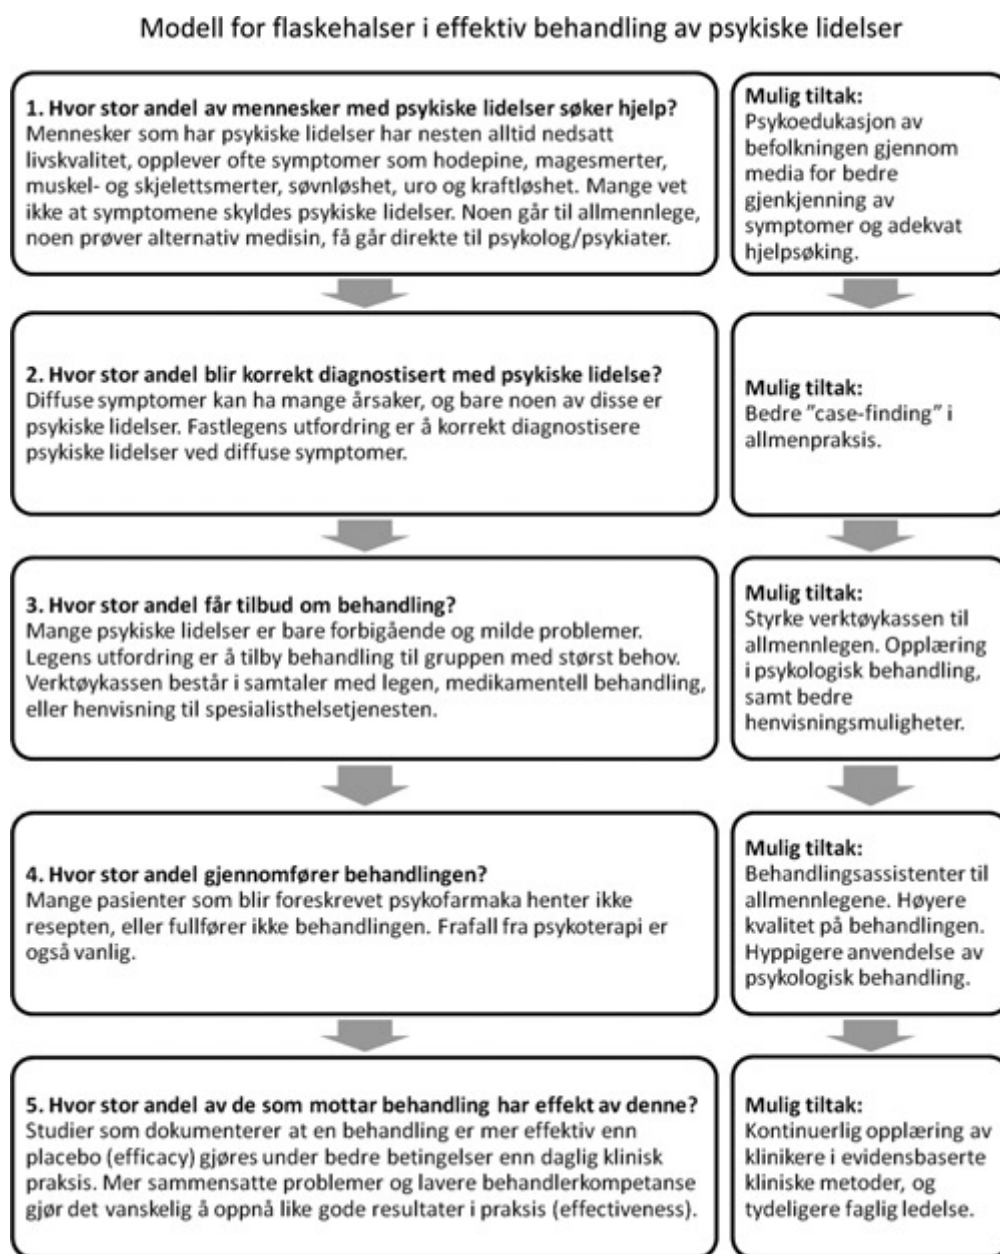 Modell for flaskehalser i effektiv behandling av psykiske lidelser
1. Hvor stor andel av mennesker med psykiske lidelser søker hjelp?
Mennesker som har psykiske lidelser har nesten alltid nedsatt
livskvalitet, opplever ofte symptomer som hodepine, magesmerter,
muskel- og skjelettsmerter, søvnløshet, uro og kraftløshet. Mange vet
ikke at symptomene skyldes psykiske lidelser. Noen går til allmennlege,
noen prøver alternativ medisin, få går direkte til psykolog/psykiater.
Mulig tiltak:
Psykoedukasjon av
befolkningen gjennom
media for bedre
gjenkjenning av
symptomer og adekvat
hjelpsøking.
2. Hvor stor andel blir korrekt diagnostisert med psykiske lidelse?
Diffuse symptomer kan ha mange årsaker, og bare noen av disse er
psykiske lidelser. Fastlegens utfordring er å korrekt diagnostisere
psykiske lidelser ved diffuse symptomer.
Mulig tiltak:
Bedre ”case-finding” i
allmenpraksis.
3. Hvor stor andel får tilbud om behandling?
Mange psykiske lidelser er bare forbigående og milde problemer.
Legens utfordring er å tilby behandling til gruppen med størst behov.
Verktøykassen består i samtaler med legen, medikamentell behandling,
eller henvisning til spesialisthelsetjenesten.
Mulig tiltak:
Styrke verktøykassen til
allmennlegen. Opplæring
i psykologisk behandling,
samt bedre
henvisningsmuligheter.
4. Hvor stor andel gjennomfører behandlingen?
Mange pasienter som blir foreskrevet psykofarmaka henter ikke
resepten, eller fullfører ikke behandlingen. Frafall fra psykoterapi er
også vanlig.
Mulig tiltak:
Behandlingsassistenter til
allmennlegene. Høyere
kvalitet på behandlingen.
Hyppigere anvendelse av
psykologisk behandling.
5. Hvor stor andel av de som mottar behandling har effekt av denne?
Studier som dokumenterer at en behandling er mer effektiv enn
placebo (efficacy) gjøres under bedre betingelser enn daglig klinisk
praksis. Mer sammensatte problemer og lavere behandlerkompetanse
gjør det vanskelig å oppnå like gode resultater i praksis (effectiveness).
Mulig tiltak:
Kontinuerlig opplæring av
klinikere i evidensbaserte
kliniske metoder, og
tydeligere faglig ledelse.